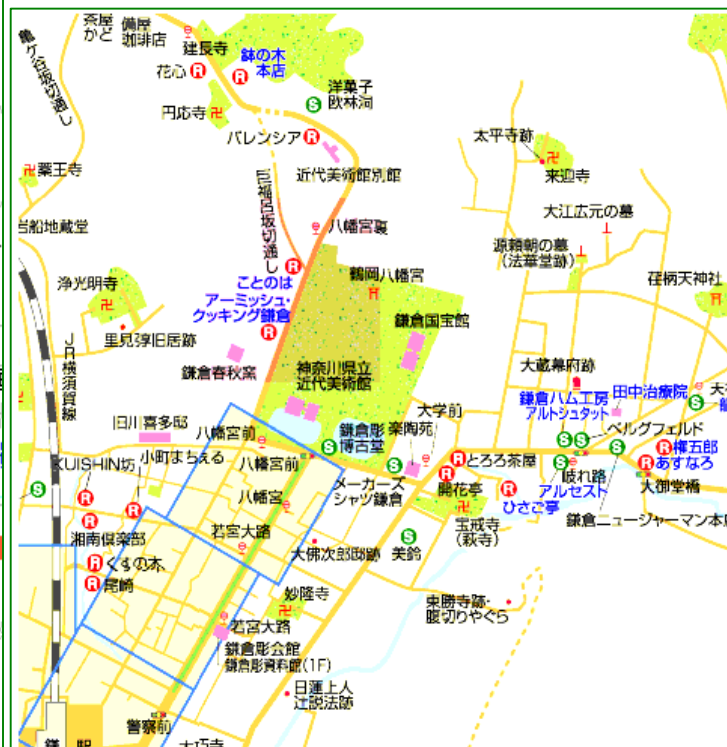 茶屋
かど
備屋
珈琲店
建長寺
亀ケ谷坂切通し
花心
鉢の木
本店
洋菓子
欧林洞
円応寺
バレンシア
太平寺跡
来迎寺
薬王寺
近代美術館別館
岩船地蔵堂
八幡宮裏
大江広元の墓
源頼朝の墓
(法華堂跡)
荏柄天神社
浄光明寺
ことのは
アーミッシュ・
クッキング鎌倉
鶴岡八幡宮
鎌倉国宝館
里見弴旧居跡
JR横須賀線
鎌倉春秋窯
神奈川県立
近代美術館
大蔵幕府跡
鎌倉ハム工房
アルトシュタット
田中治療院
ベルグフェルド
旧川喜多邸
八幡宮前
鎌倉彫
博古堂
楽陶苑
大学前
KUISHIN坊
小町まちぇる
八幡宮前
とろろ茶屋
権五郎
あすなろ
メーカーズ
シャツ鎌倉
開花亭
岐れ路
アルセスト
大御堂橋
八幡宮
ひさご亭
湘南倶楽部
若宮大路
宝戒寺
(萩寺)
鎌倉ニュージャーマン本店
くすの木
大佛次郎邸跡
美鈴
尾崎
妙隆寺
東勝寺跡・
腹切りやぐら
若宮大路
鎌倉彫会館
鎌倉彫資料館(1F)
日蓮上人
辻説法跡
警察前
大巧寺
駅